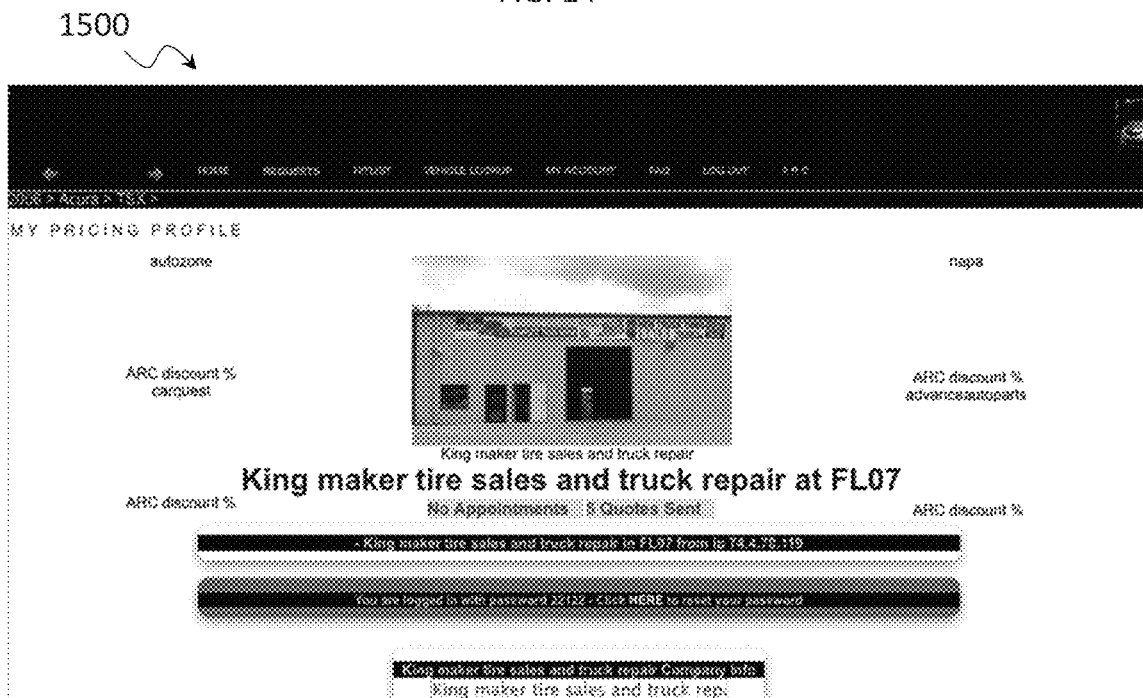 1500
HOME REQUESTS HITLIST VEHICLE LOOKUP MY ACCOUNT FAQ LOG OUT
> Acura > TSX >
MY PRICING PROFILE
autozone napa
ARC discount % ARC discount %
carquest advanceautoparts
King maker tire sales and truck repair
King maker tire sales and truck repair at FL07
ARC discount % No Appointments Quotes Sent ARC discount %
- King maker tire sales and truck repair in FL07 from ip
You are logged in with password - Click HERE to reset your password
King maker tire sales and truck repair Company Info
King maker tire sales and truck repi